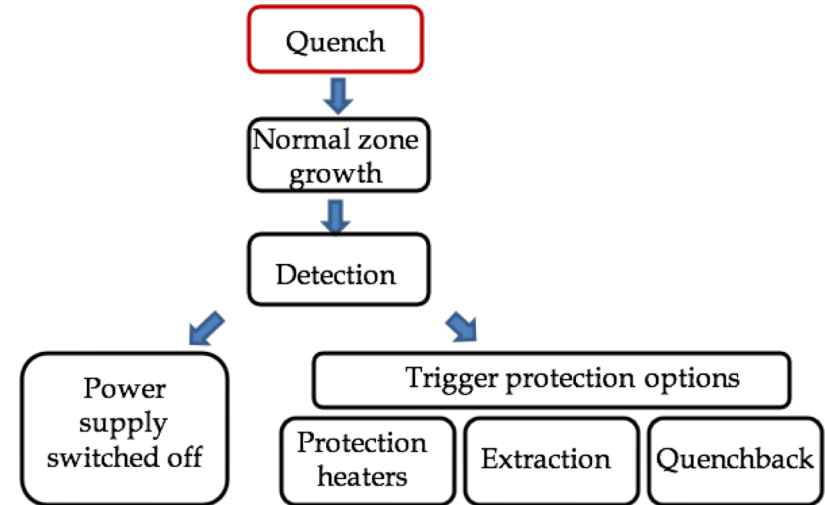 Quench
Normal zone
growth
Detection
Power
supply
switched off
Trigger protection options
Protection
heaters
Extraction
Quenchback